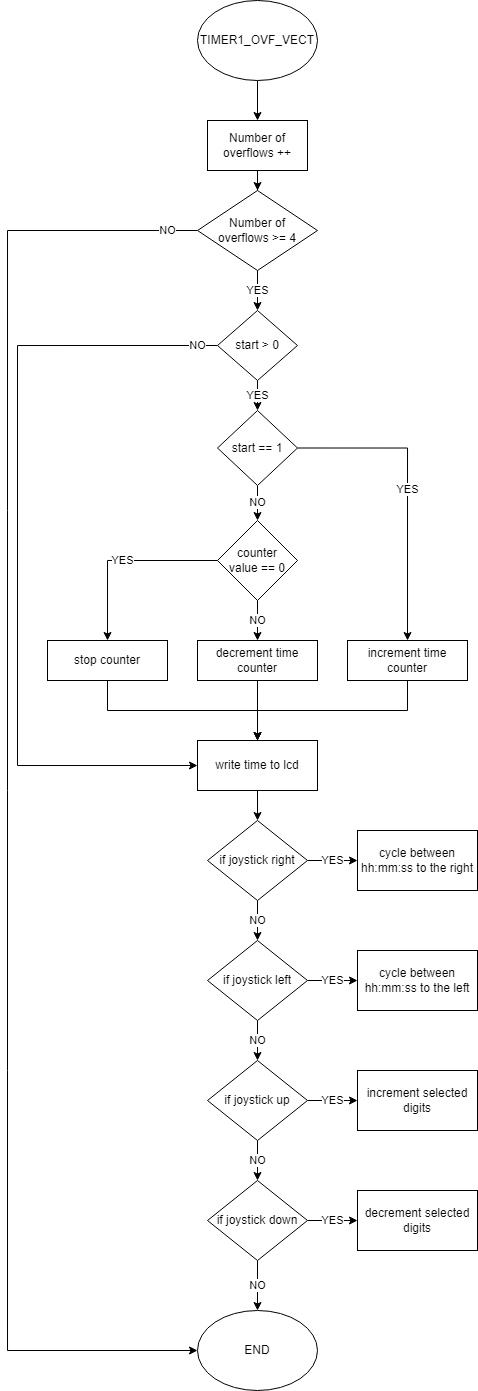 TIMER1_OVF_VECT
Number of
overflows ++
Number of
overflows >= 4
NO
YES
start > 0
NO
YES
start == 1
YES
NO
counter
value == 0
YES
NO
stop counter
decrement time
counter
increment time
counter
write time to lcd
if joystick right
YES
cycle between
hh:mm:ss to the right
NO
if joystick left
YES
cycle between
hh:mm:ss to the left
NO
if joystick up
YES
increment selected
digits
NO
if joystick down
YES
decrement selected
digits
NO
END